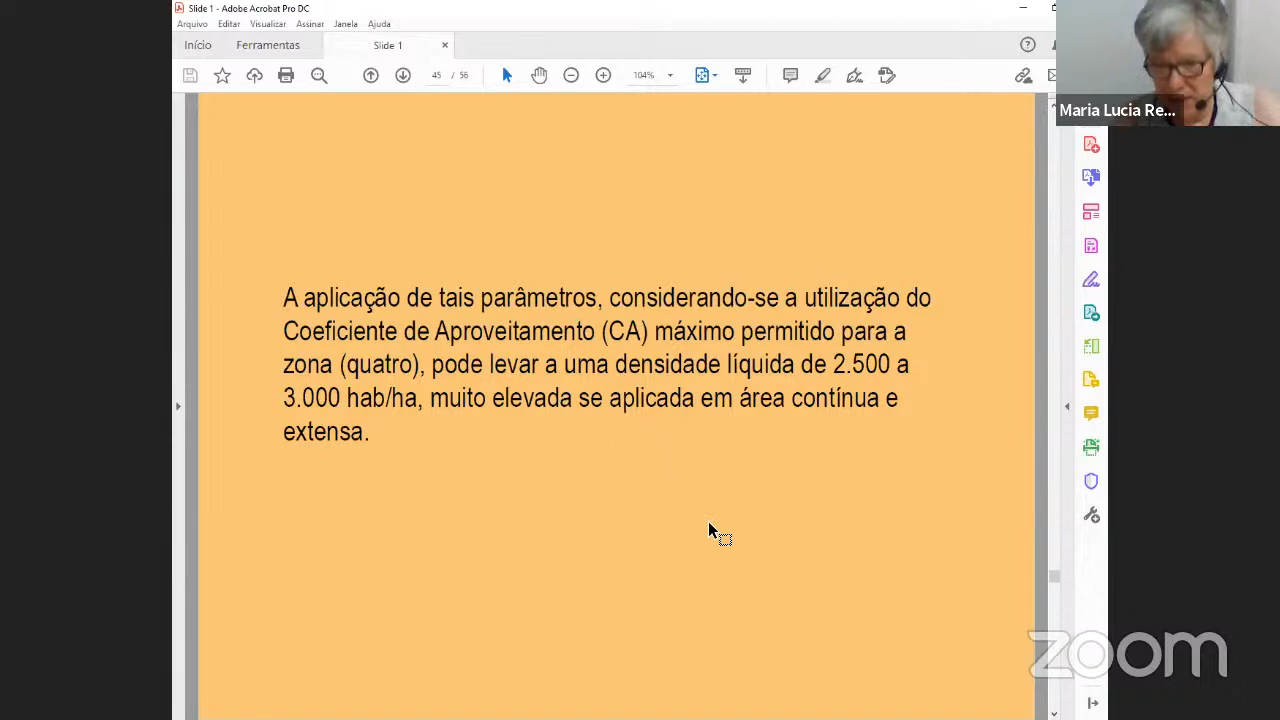 Slide 1 - Adobe Acrobat Pro DC
Arquivo Editar Visualizar Assinar Janela Ajuda
Início Ferramentas Slide 1
45 / 56 104%
Maria Lucia Re...
A aplicação de tais parâmetros, considerando-se a utilização do
Coeficiente de Aproveitamento (CA) máximo permitido para a
zona (quatro), pode levar a uma densidade líquida de 2.500 a
3.000 hab/ha, muito elevada se aplicada em área contínua e
extensa.
zoom